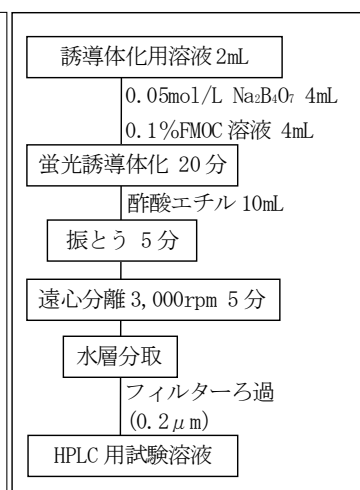 誘導体化用溶液2mL
0.05mol/L Na₂B₄O₇ 4mL
0.1%FMOC溶液 4mL
蛍光誘導体化 20分
酢酸エチル 10mL
振とう 5分
遠心分離 3,000rpm 5分
水層分取
フィルターろ過
(0.2μm)
HPLC用試験溶液